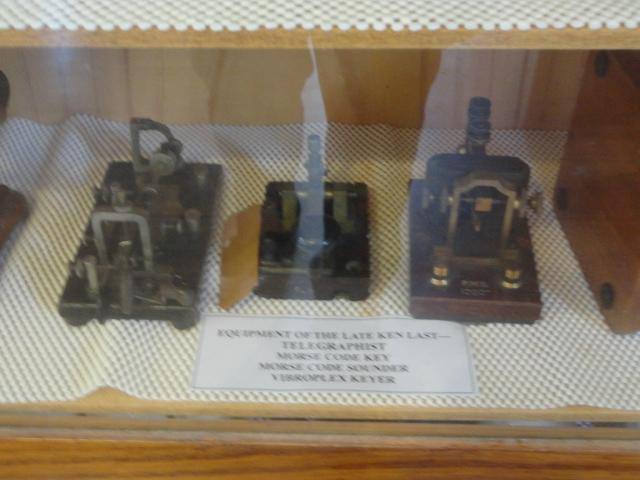 EQUIPMENT OF THE LATE KEN LAST—
TELEGRAPHIST
MORSE CODE KEY
MORSE CODE SOUNDER
VIBROPLEX KEYER